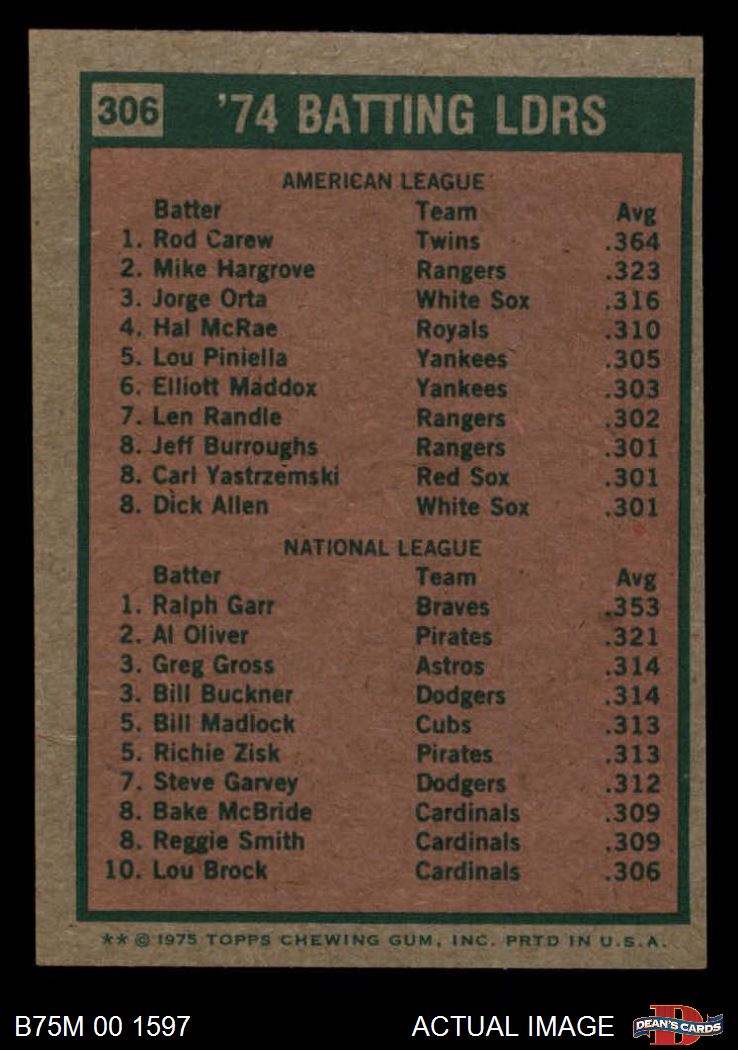 306 '74 BATTING LDRS
AMERICAN LEAGUE
Batter Team Avg
1. Rod Carew Twins .364
2. Mike Hargrove Rangers .323
3. Jorge Orta White Sox .316
4. Hal McRae Royals .310
5. Lou Piniella Yankees .305
6. Elliott Maddox Yankees .303
7. Len Randle Rangers .302
8. Jeff Burroughs Rangers .301
8. Carl Yastrzemski Red Sox .301
8. Dick Allen White Sox .301
NATIONAL LEAGUE
Batter Team Avg
1. Ralph Garr Braves .353
2. Al Oliver Pirates .321
3. Greg Gross Astros .314
3. Bill Buckner Dodgers .314
5. Bill Madlock Cubs .313
5. Richie Zisk Pirates .313
7. Steve Garvey Dodgers .312
8. Bake McBride Cardinals .309
8. Reggie Smith Cardinals .309
10. Lou Brock Cardinals .306
** © 1975 TOPPS CHEWING GUM, INC. PRTD IN U.S.A.
B75M 00 1597 ACTUAL IMAGE D DEAN'S CARDS